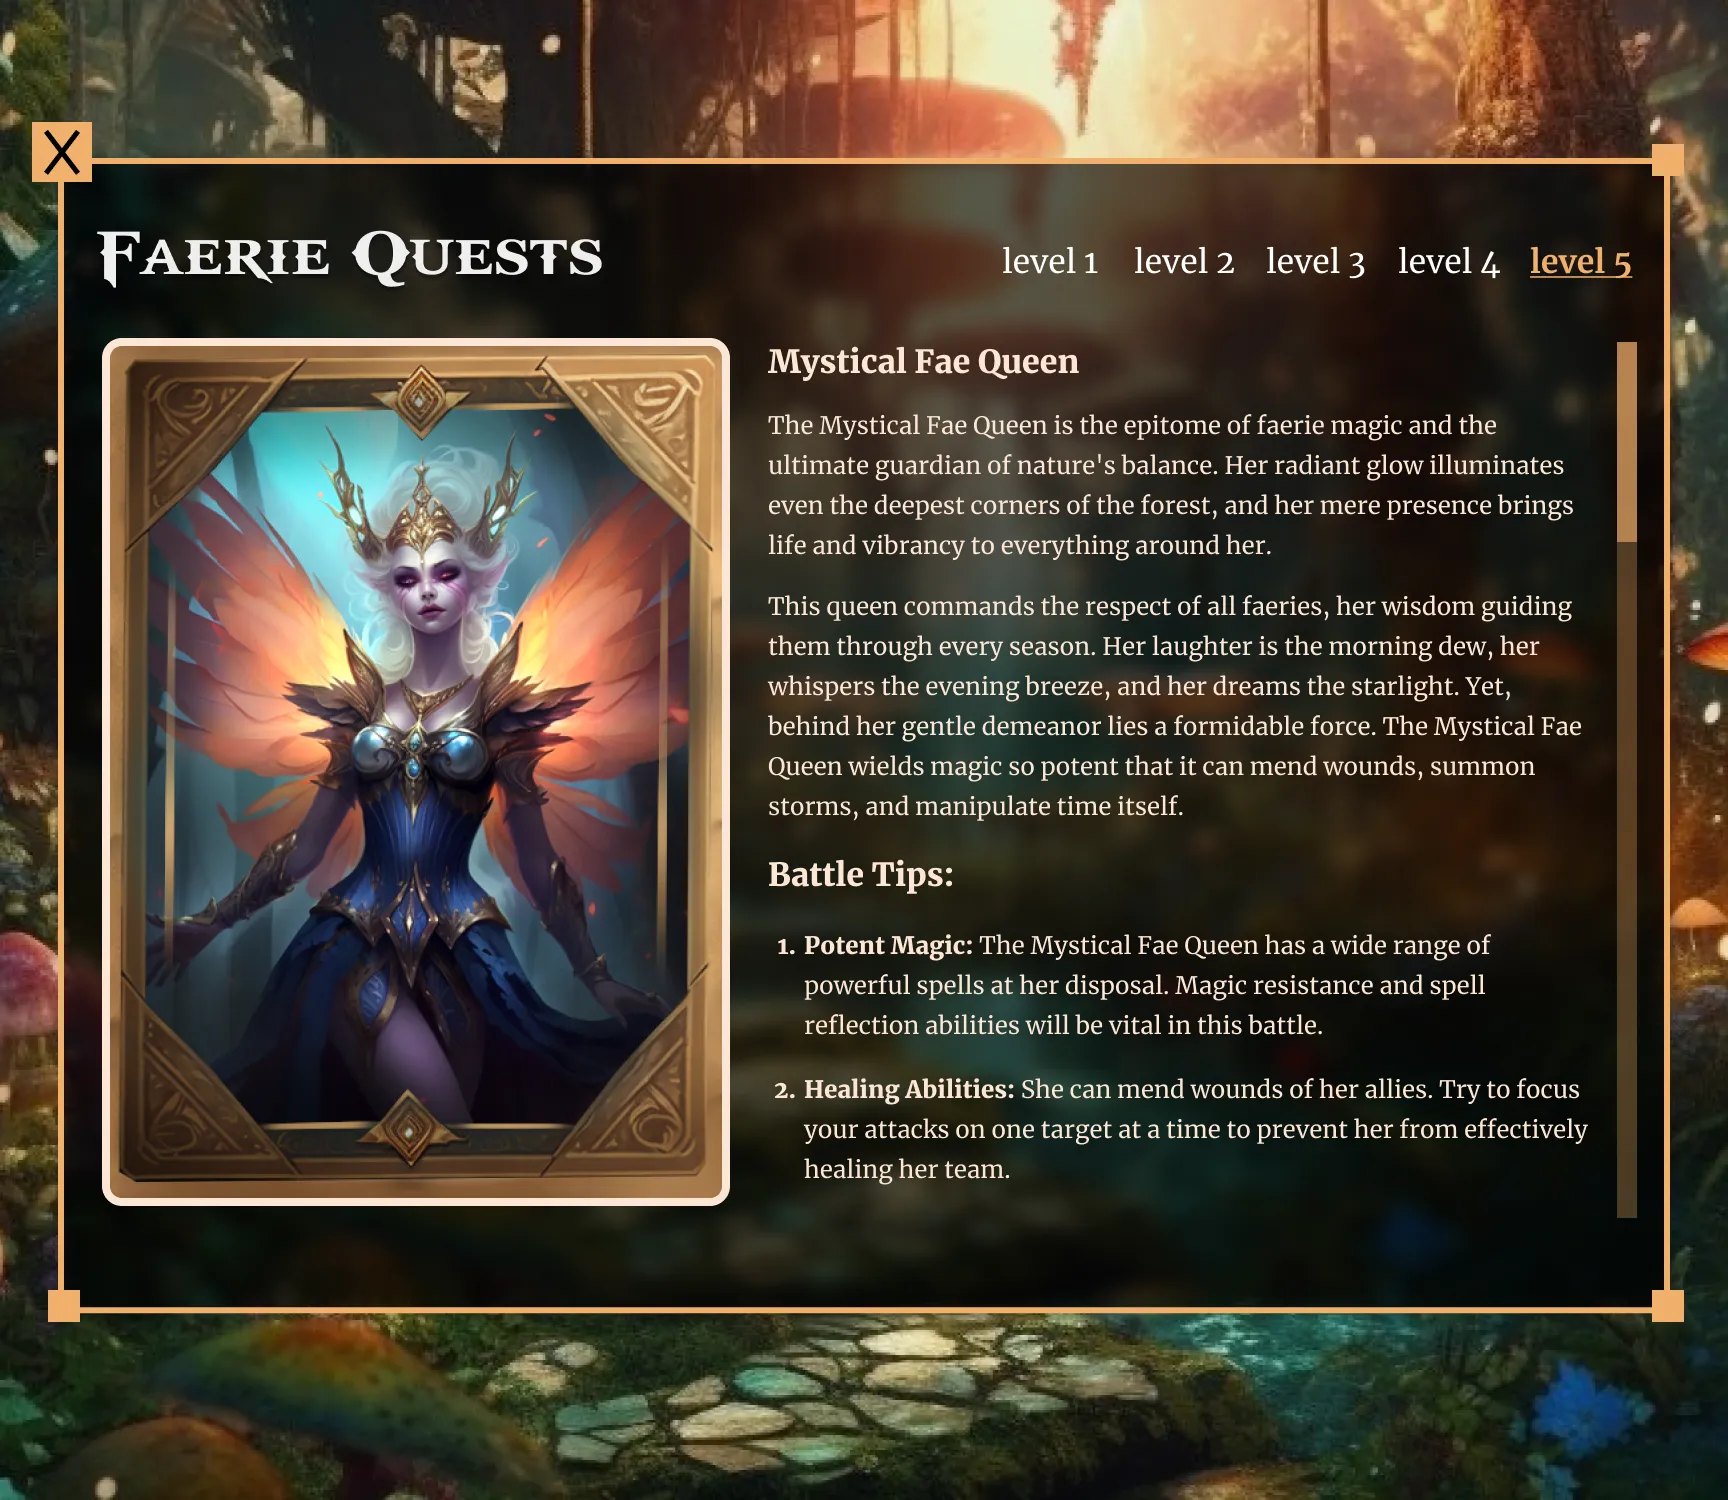 X
Faerie Quests
level 1 level 2 level 3 level 4 level 5
Mystical Fae Queen
The Mystical Fae Queen is the epitome of faerie magic and the
ultimate guardian of nature's balance. Her radiant glow illuminates
even the deepest corners of the forest, and her mere presence brings
life and vibrancy to everything around her.
This queen commands the respect of all faeries, her wisdom guiding
them through every season. Her laughter is the morning dew, her
whispers the evening breeze, and her dreams the starlight. Yet,
behind her gentle demeanor lies a formidable force. The Mystical Fae
Queen wields magic so potent that it can mend wounds, summon
storms, and manipulate time itself.
Battle Tips:
1. Potent Magic: The Mystical Fae Queen has a wide range of
powerful spells at her disposal. Magic resistance and spell
reflection abilities will be vital in this battle.
2. Healing Abilities: She can mend wounds of her allies. Try to focus
your attacks on one target at a time to prevent her from effectively
healing her team.